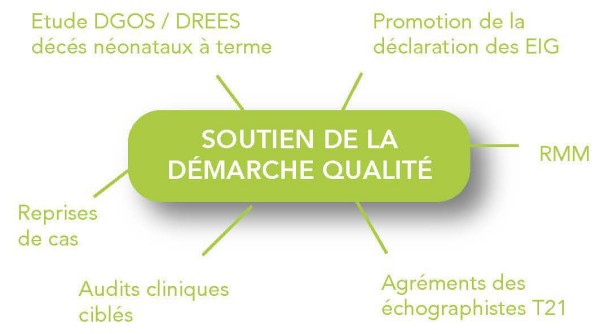 Etude DGOS / DREES
décés néonataux à terme
Promotion de la
déclaration des EIG
SOUTIEN DE LA
DÉMARCHE QUALITÉ
RMM
Reprises
de cas
Audits cliniques
ciblés
Agréments des
échographistes T21